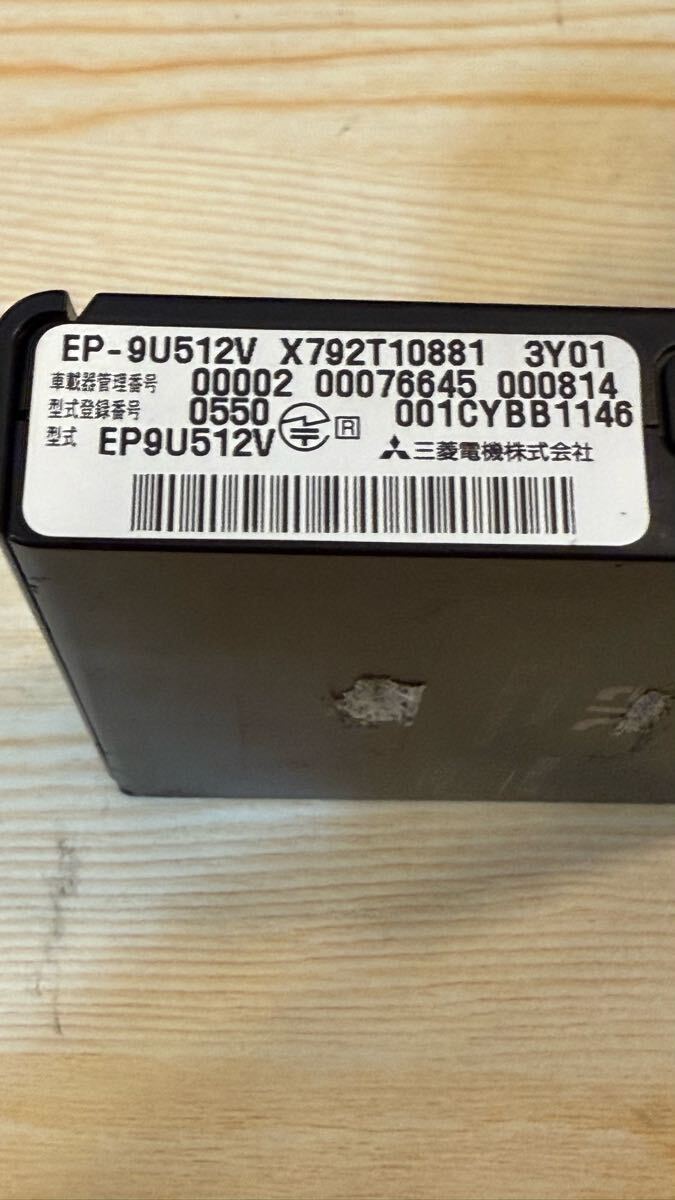 EP-9U512V X792T10881 3Y01
車載器管理番号 00002 00076645 000814
型式登録番号 0550 R 001CYBB1146
型式 EP9U512V 三菱電機株式会社